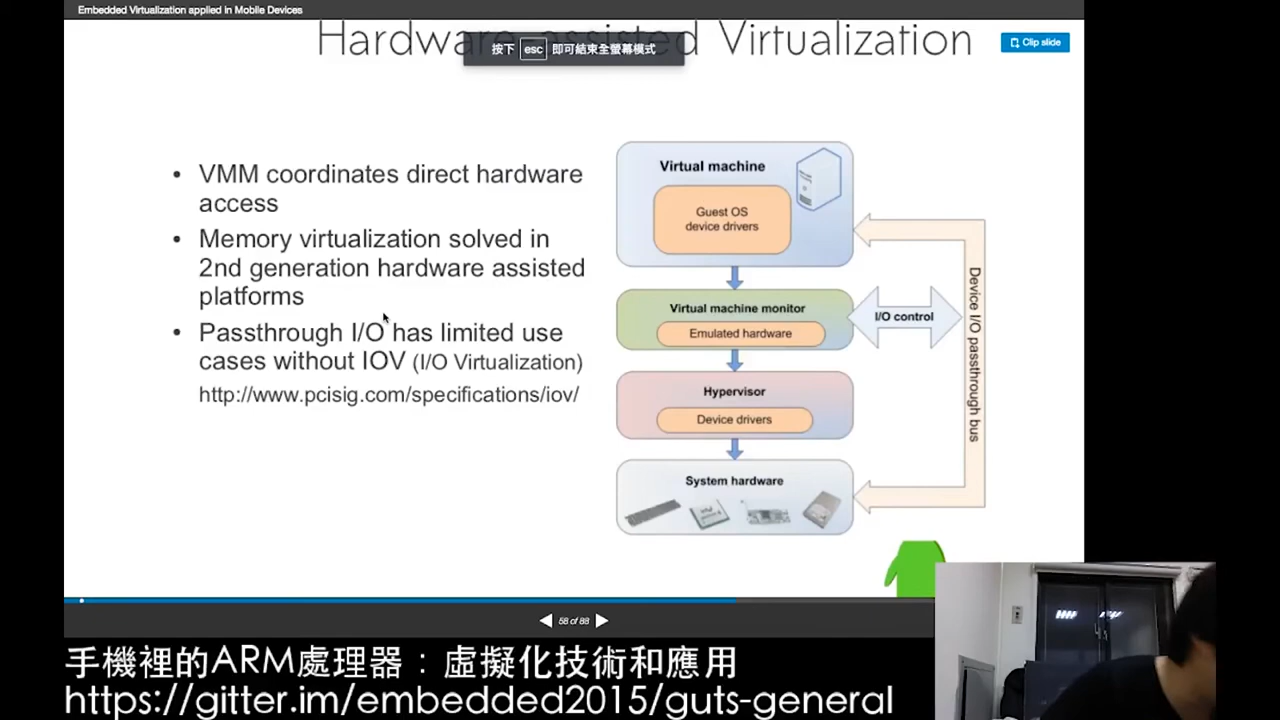 Embedded Virtualization applied in Mobile Devices
Hardware-assisted Virtualization
按下 esc 即可結束全螢幕模式
Clip slide
• VMM coordinates direct hardware
access
• Memory virtualization solved in
2nd generation hardware assisted
platforms
• Passthrough I/O has limited use
cases without IOV (I/O Virtualization)
http://www.pcisig.com/specifications/iov/
Virtual machine
Guest OS
device drivers
Virtual machine monitor
Emulated hardware
I/O control
Device I/O passthrough bus
Hypervisor
Device drivers
System hardware
58 of 88
手機裡的ARM處理器：虛擬化技術和應用
https://gitter.im/embedded2015/guts-general